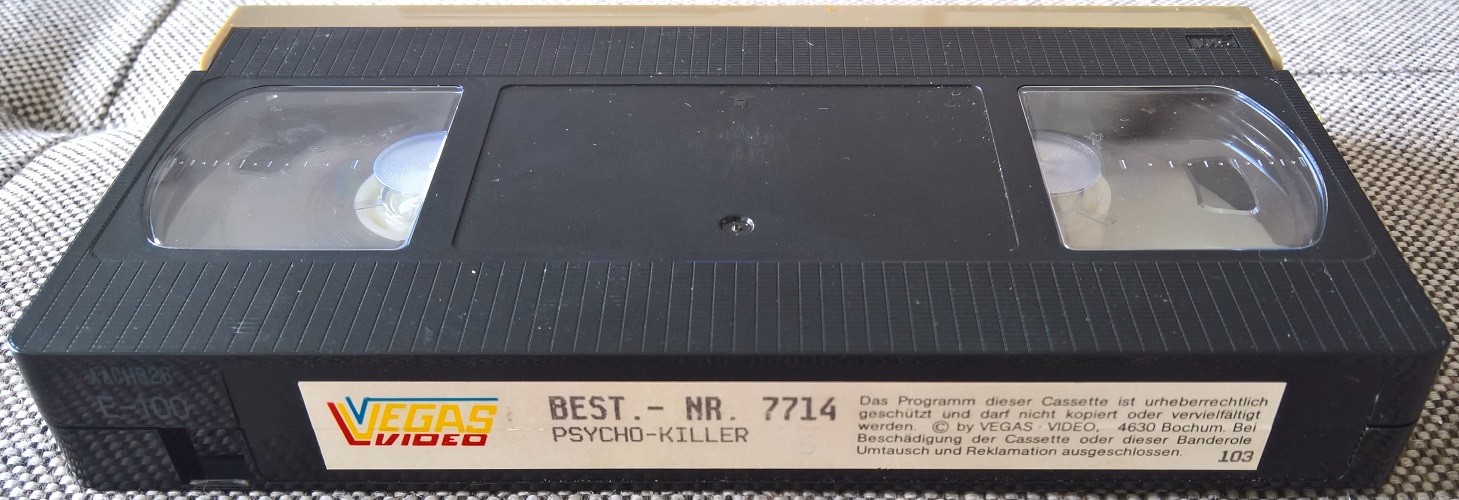 VHS
E-100
VEGAS
VIDEO
BEST.- NR. 7714
PSYCHO-KILLER
Das Programm dieser Cassette ist urheberrechtlich
geschützt und darf nicht kopiert oder vervielfältigt
werden. © by VEGAS - VIDEO, 4630 Bochum. Bei
Beschädigung der Cassette oder dieser Banderole
Umtausch und Reklamation ausgeschlossen.
103